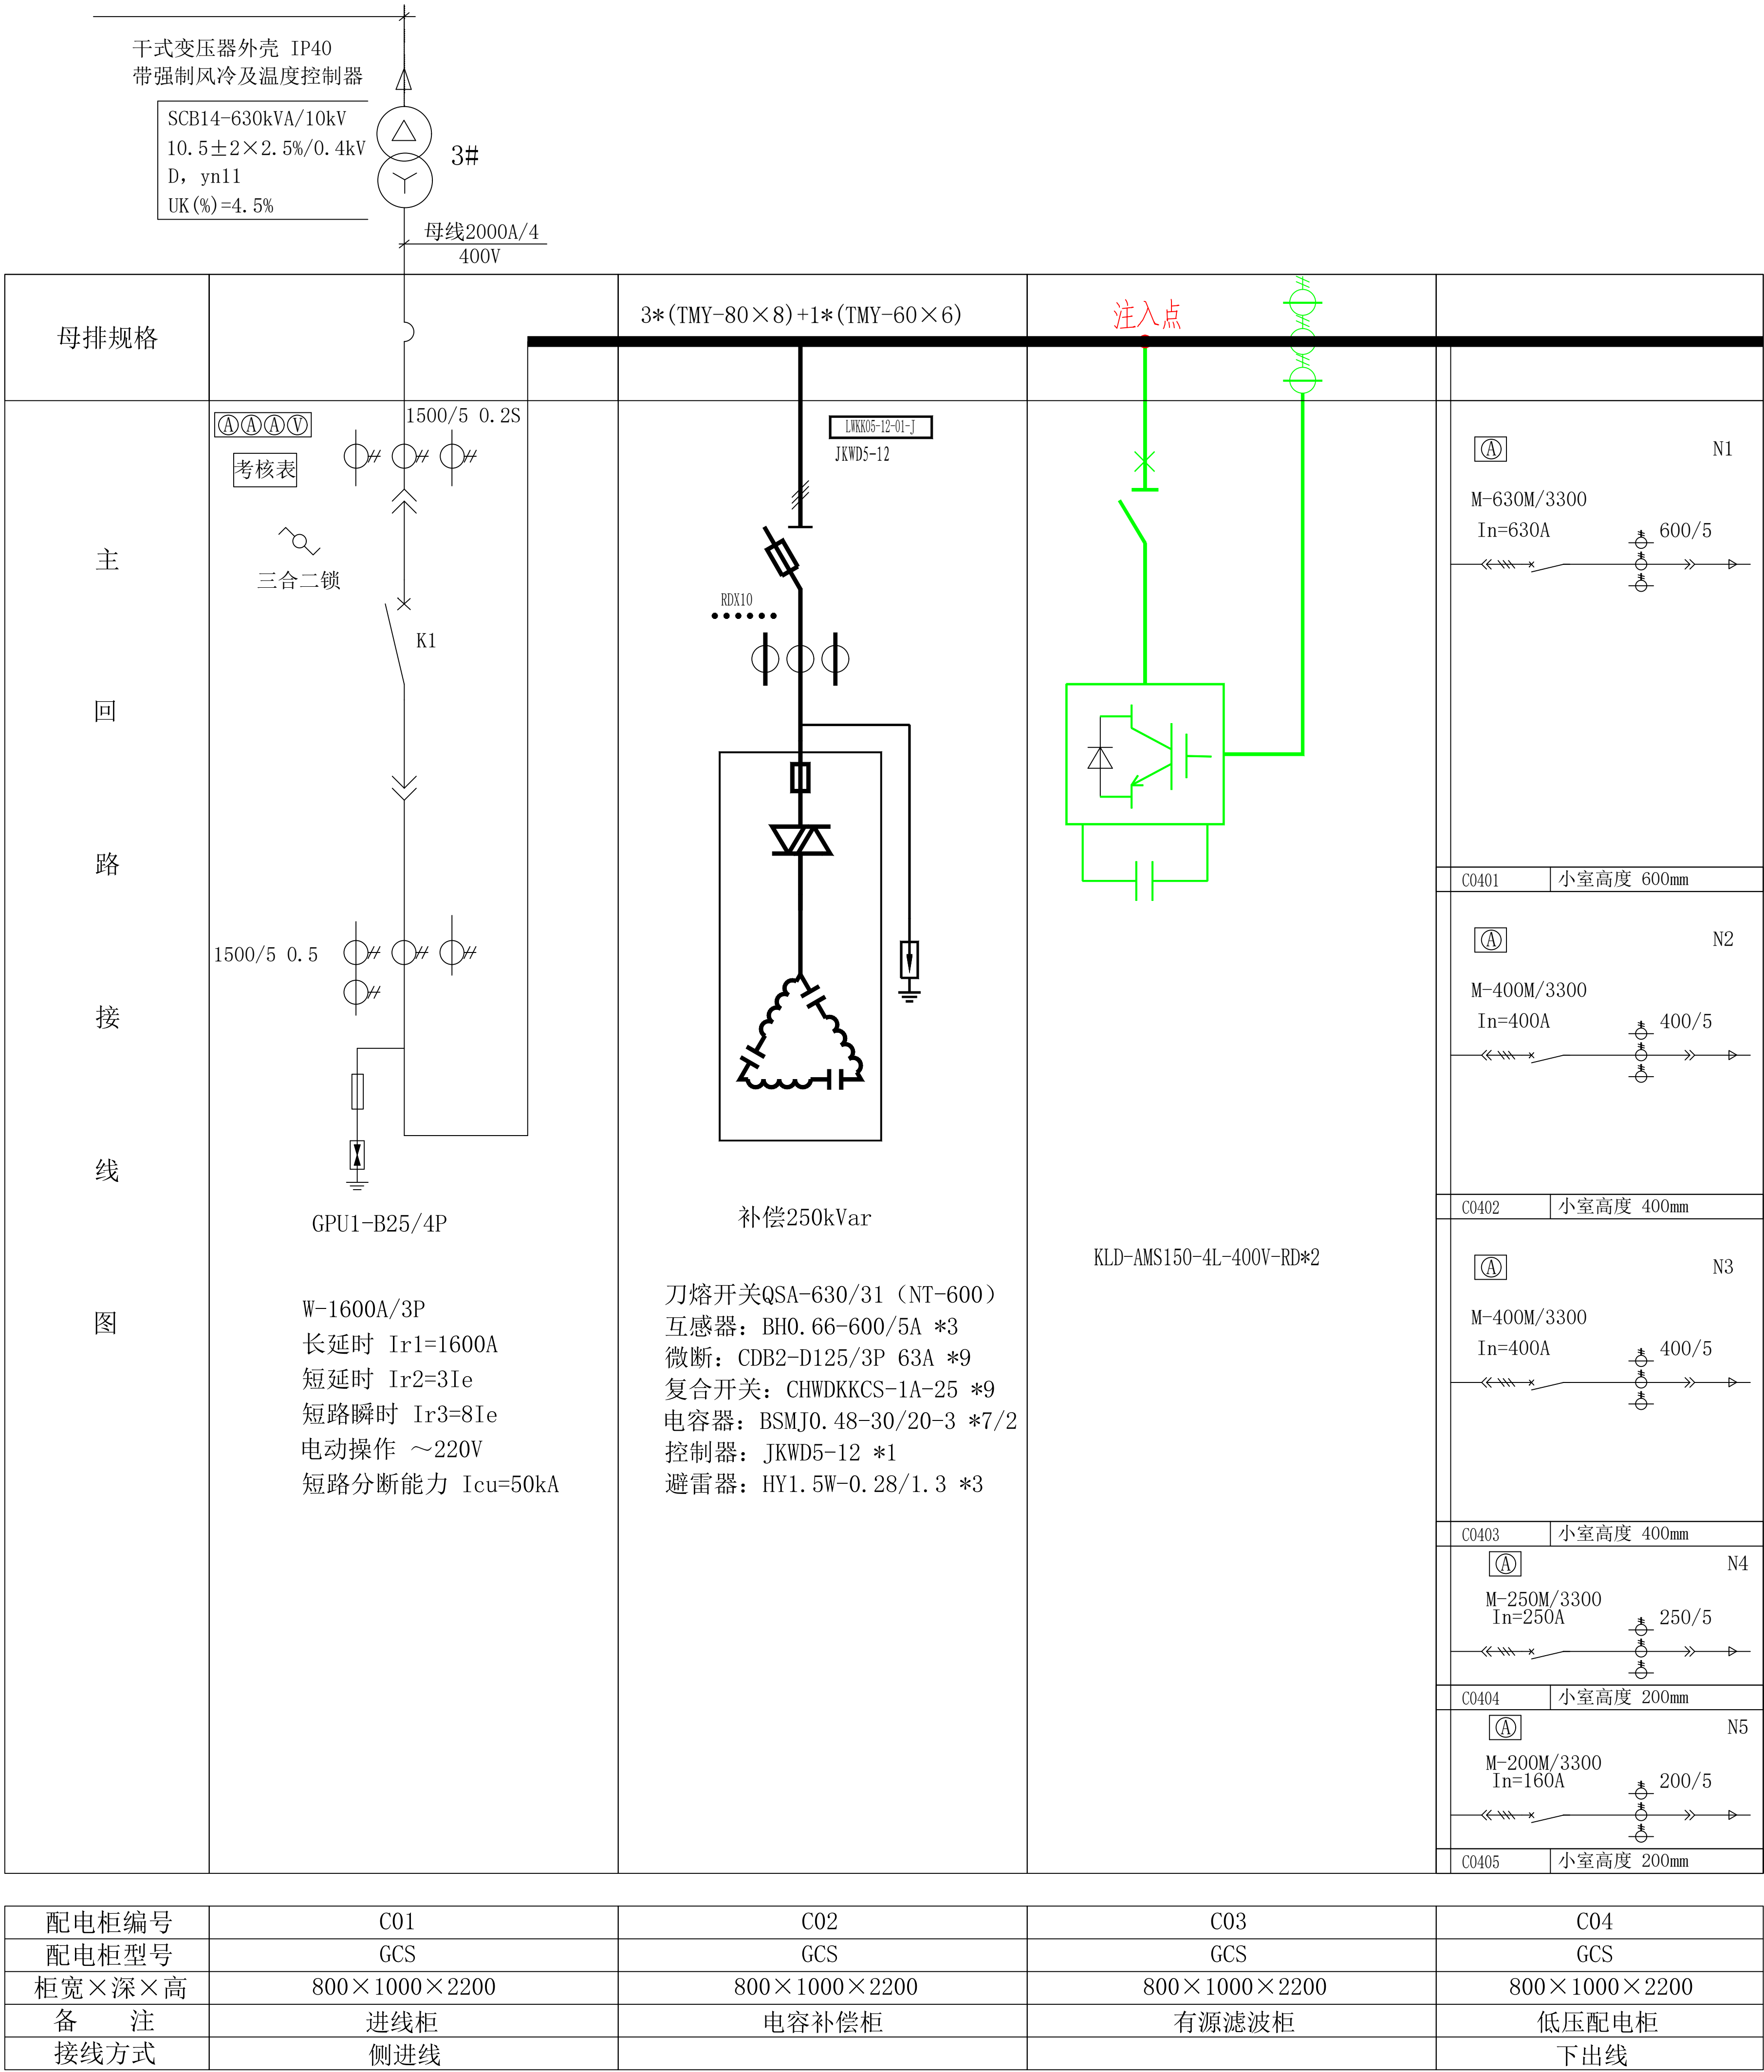 干式变压器外壳 IP40
带强制风冷及温度控制器
SCB14-630kVA/10kV
10.5±2×2.5%/0.4kV
D, yn11
UK(%)=4.5%
3#
母线2000A/4
400V
母排规格
3*(TMY-80×8)+1*(TMY-60×6)
注入点
主
回
路
接
线
图
A A A V
1500/5 0.2S
考核表
三合二锁
K1
1500/5 0.5
GPU1-B25/4P
W-1600A/3P
长延时 Ir1=1600A
短延时 Ir2=3Ie
短路瞬时 Ir3=8Ie
电动操作 ～220V
短路分断能力 Icu=50kA
LWKK05-12-01-J
JKWD5-12
RDX10
补偿250kVar
刀熔开关QSA-630/31（NT-600）
互感器：BH0.66-600/5A *3
微断：CDB2-D125/3P 63A *9
复合开关：CHWDKKCS-1A-25 *9
电容器：BSMJ0.48-30/20-3 *7/2
控制器：JKWD5-12 *1
避雷器：HY1.5W-0.28/1.3 *3
KLD-AMS150-4L-400V-RD*2
A
N1
M-630M/3300
In=630A
600/5
C0401 小室高度 600mm
A
N2
M-400M/3300
In=400A
400/5
C0402 小室高度 400mm
A
N3
M-400M/3300
In=400A
400/5
C0403 小室高度 400mm
A
N4
M-250M/3300
In=250A
250/5
C0404 小室高度 200mm
A
N5
M-200M/3300
In=160A
200/5
C0405 小室高度 200mm
配电柜编号 C01 C02 C03 C04
配电柜型号 GCS GCS GCS GCS
柜宽×深×高 800×1000×2200 800×1000×2200 800×1000×2200 800×1000×2200
备 注 进线柜 电容补偿柜 有源滤波柜 低压配电柜
接线方式 侧进线 下出线